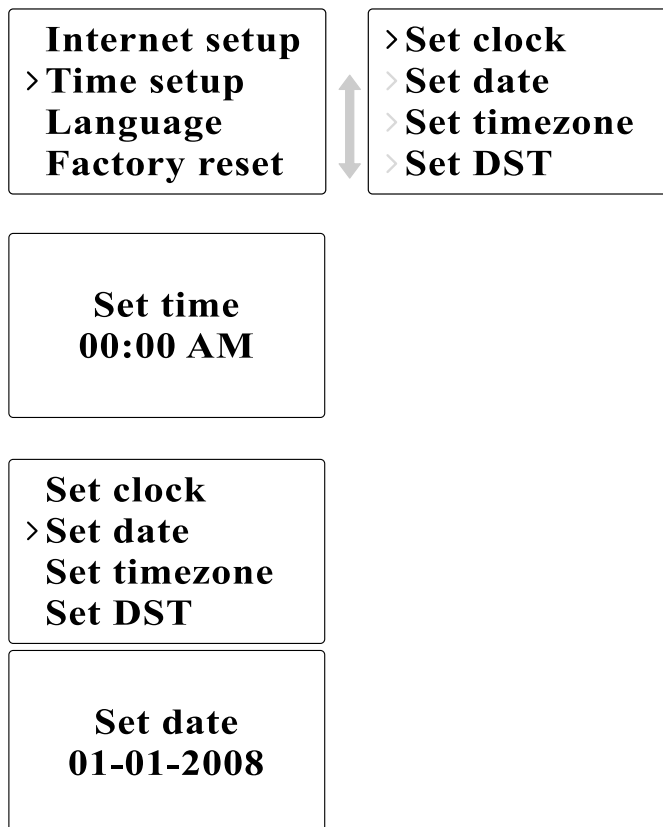 Internet setup
>Time setup
Language
Factory reset
>Set clock
>Set date
>Set timezone
>Set DST
Set time
00:00 AM
Set clock
>Set date
Set timezone
Set DST
Set date
01-01-2008